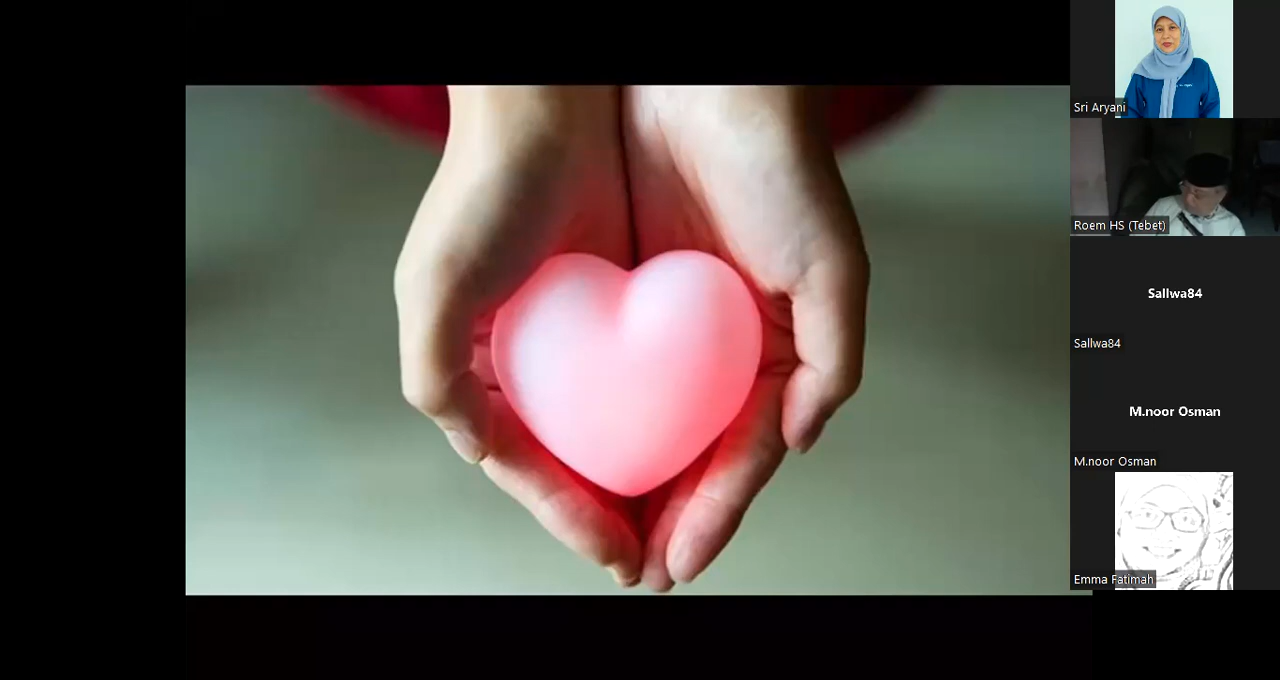 Sri Aryani
Roem HS (Tebet)
Sallwa84
Sallwa84
M.noor Osman
M.noor Osman
Emma Fatimah